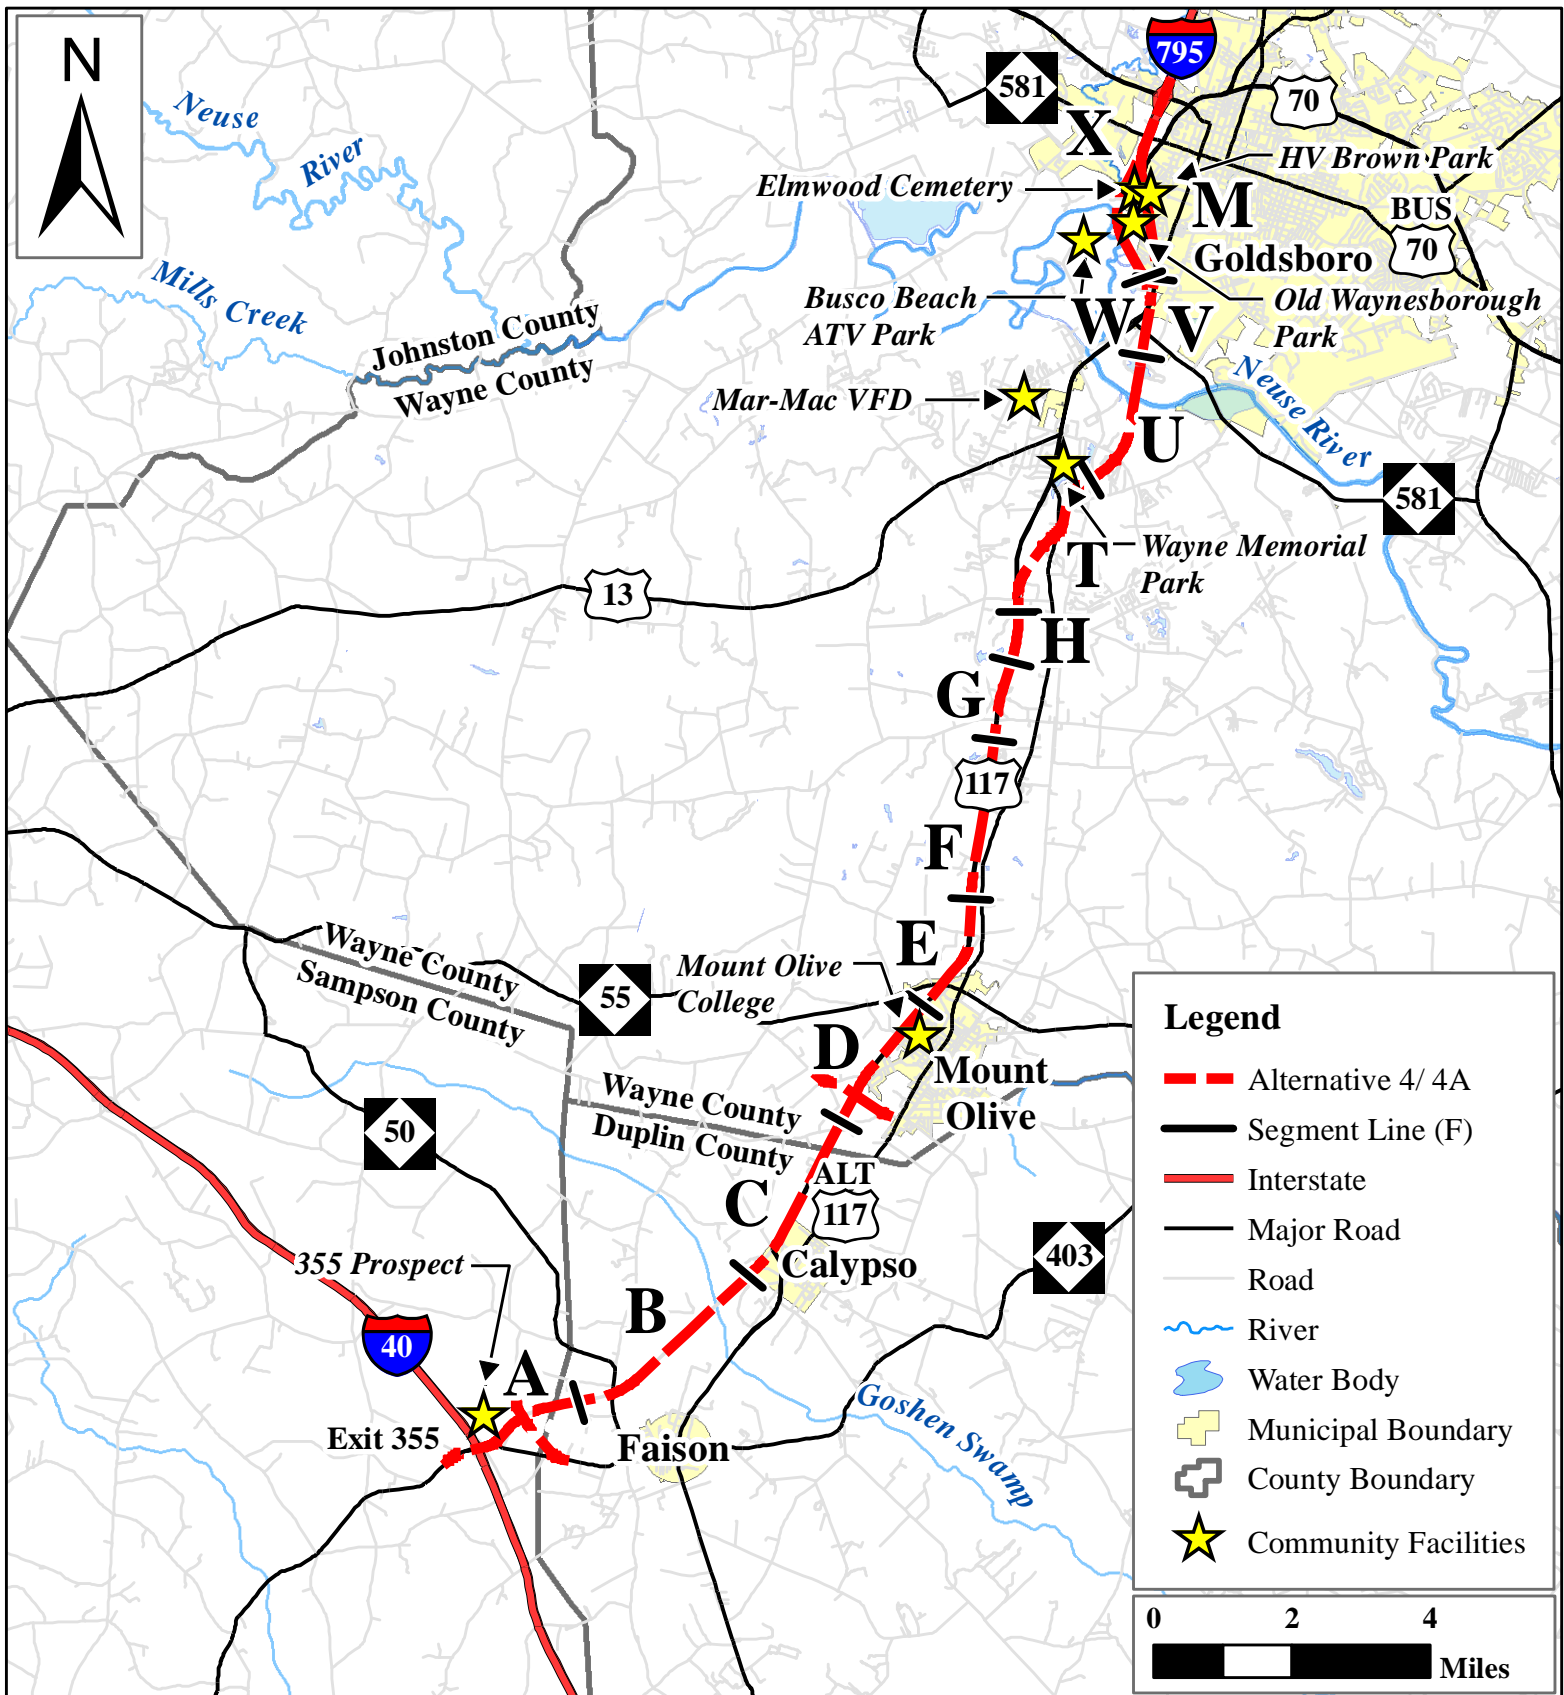 N
Neuse
River
Mills Creek
Johnston County
Wayne County
581
795
70
X
HV Brown Park
Elmwood Cemetery
M
BUS
70
Goldsboro
Busco Beach
ATV Park
W
V
Old Waynesborough
Park
Mar-Mac VFD
Neuse River
U
581
T
Wayne Memorial
Park
13
H
G
117
F
E
Wayne County
Sampson County
55
Mount Olive
College
D
Mount
Olive
Wayne County
Duplin County
50
C
ALT
117
Calypso
403
355 Prospect
B
40
A
Exit 355
Faison
Goshen Swamp
Legend
Alternative 4/ 4A
Segment Line (F)
Interstate
Major Road
Road
River
Water Body
Municipal Boundary
County Boundary
Community Facilities
0 2 4
Miles